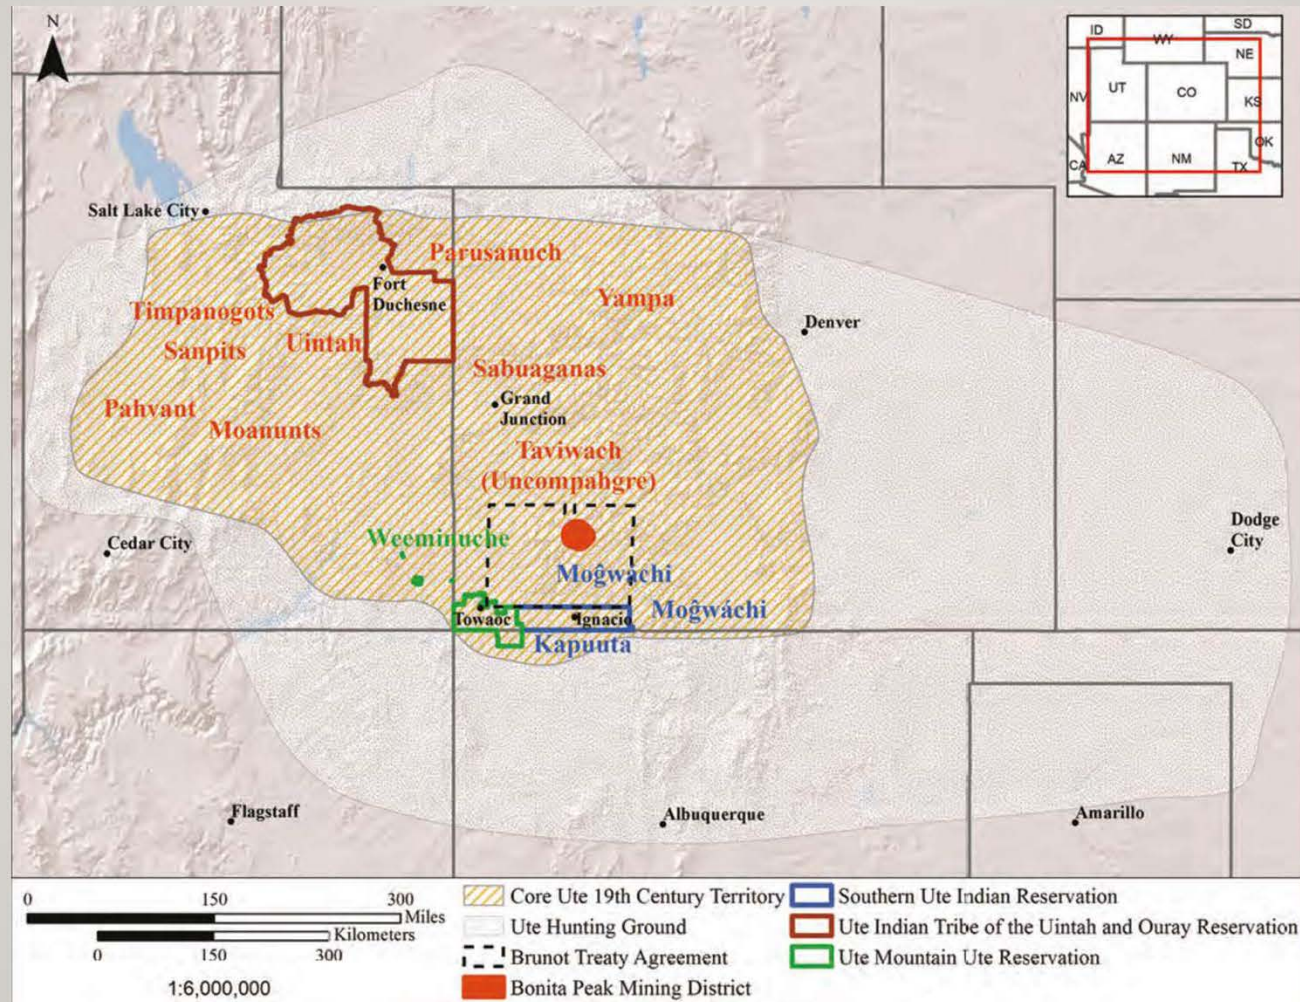 N
ID
WY
SD
NE
NV
UT
CO
KS
OK
CA
AZ
NM
TX
Salt Lake City
Parusanuch
Fort
Duchesne
Yampa
Timpanogots
Denver
Sanpits
Uintah
Sabuaganas
Grand
Junction
Pahvant
Moanunts
Taviwach
(Uncompahgre)
Dodge
City
Cedar City
Weeminuche
Moĝwachi
Towaoc
Ignacio
Moĝwáchi
Kapuuta
Flagstaff
Albuquerque
Amarillo
0 150 300
Miles
Kilometers
0 150 300
1:6,000,000
Core Ute 19th Century Territory
Ute Hunting Ground
Brunot Treaty Agreement
Bonita Peak Mining District
Southern Ute Indian Reservation
Ute Indian Tribe of the Uintah and Ouray Reservation
Ute Mountain Ute Reservation